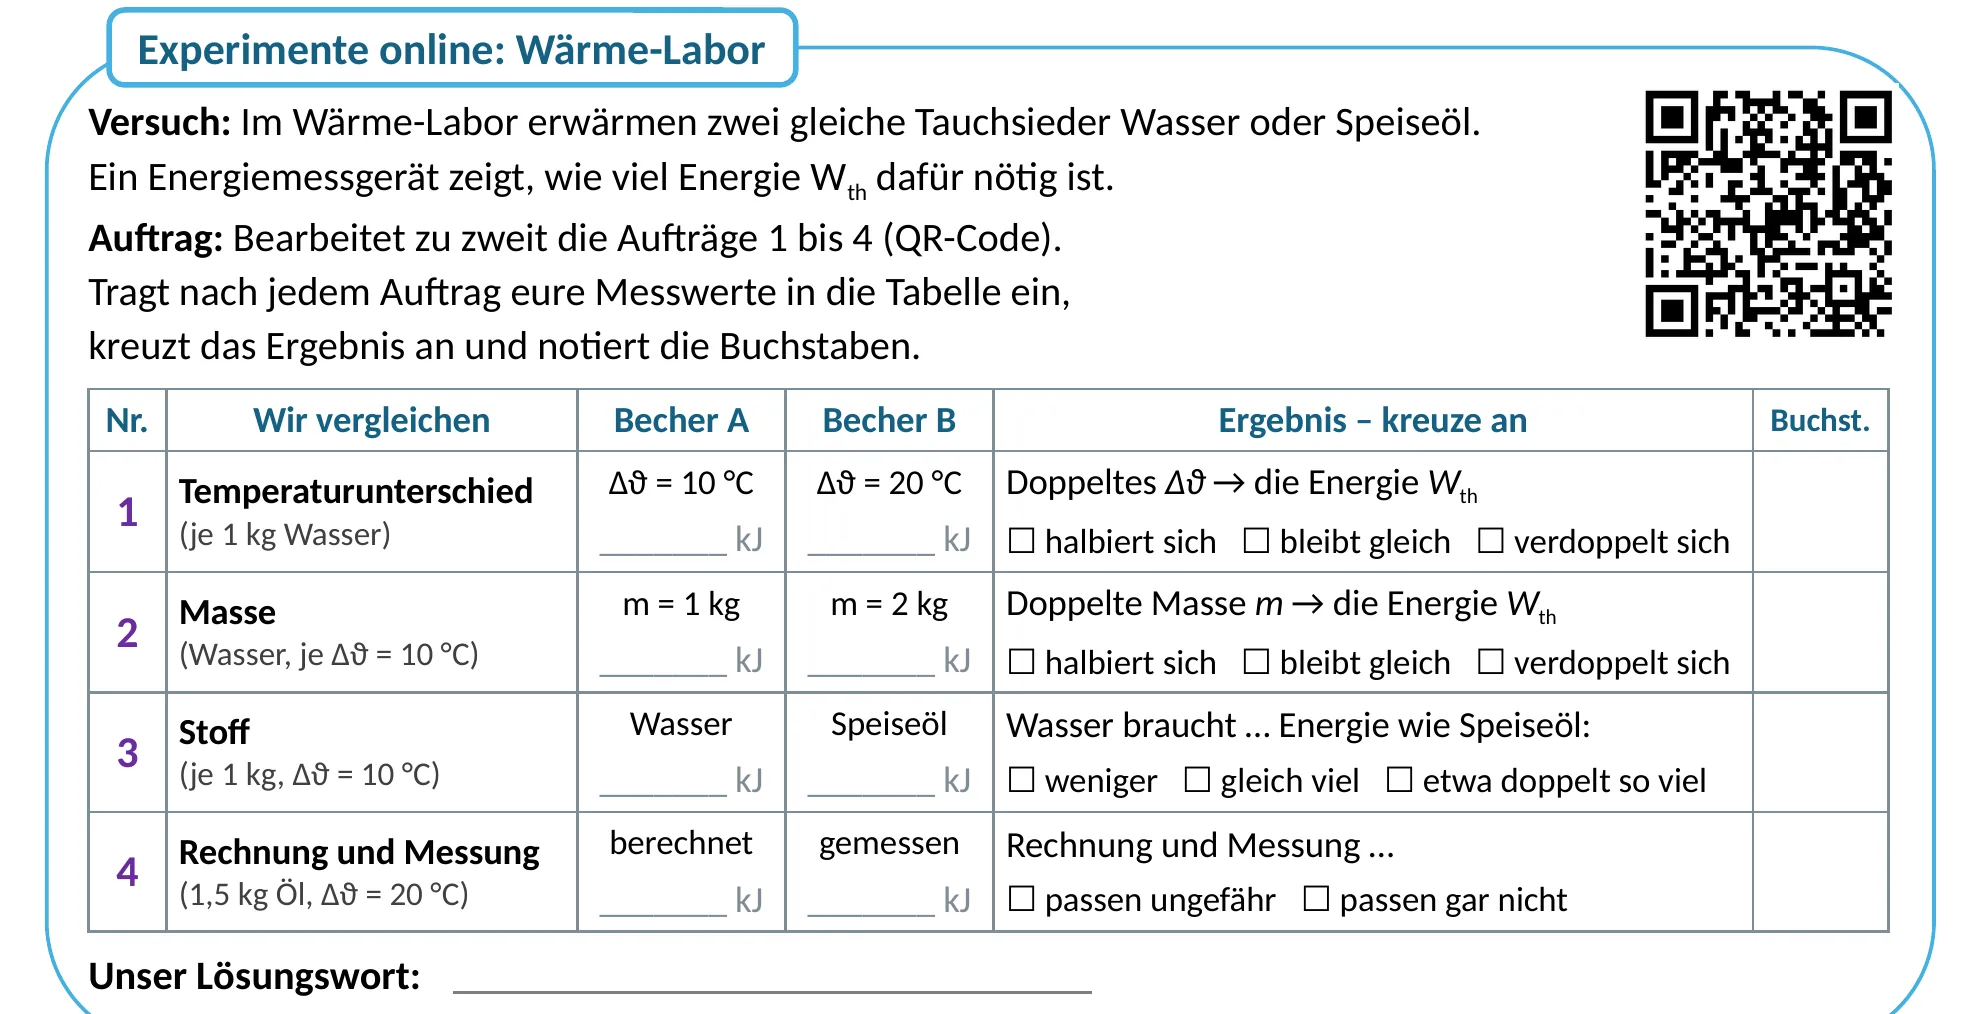 Experimente online: Wärme-Labor
Versuch: Im Wärme-Labor erwärmen zwei gleiche Tauchsieder Wasser oder Speiseöl.
Ein Energiemessgerät zeigt, wie viel Energie Wth dafür nötig ist.
Auftrag: Bearbeitet zu zweit die Aufträge 1 bis 4 (QR-Code).
Tragt nach jedem Auftrag eure Messwerte in die Tabelle ein,
kreuzt das Ergebnis an und notiert die Buchstaben.
Nr. Wir vergleichen Becher A Becher B Ergebnis – kreuze an Buchst.
1 Temperaturunterschied Δϑ = 10 °C Δϑ = 20 °C Doppeltes Δϑ → die Energie Wth
(je 1 kg Wasser) _______ kJ _______ kJ ☐ halbiert sich ☐ bleibt gleich ☐ verdoppelt sich
2 Masse m = 1 kg m = 2 kg Doppelte Masse m → die Energie Wth
(Wasser, je Δϑ = 10 °C) _______ kJ _______ kJ ☐ halbiert sich ☐ bleibt gleich ☐ verdoppelt sich
3 Stoff Wasser Speiseöl Wasser braucht … Energie wie Speiseöl:
(je 1 kg, Δϑ = 10 °C) _______ kJ _______ kJ ☐ weniger ☐ gleich viel ☐ etwa doppelt so viel
4 Rechnung und Messung berechnet gemessen Rechnung und Messung …
(1,5 kg Öl, Δϑ = 20 °C) _______ kJ _______ kJ ☐ passen ungefähr ☐ passen gar nicht
Unser Lösungswort: